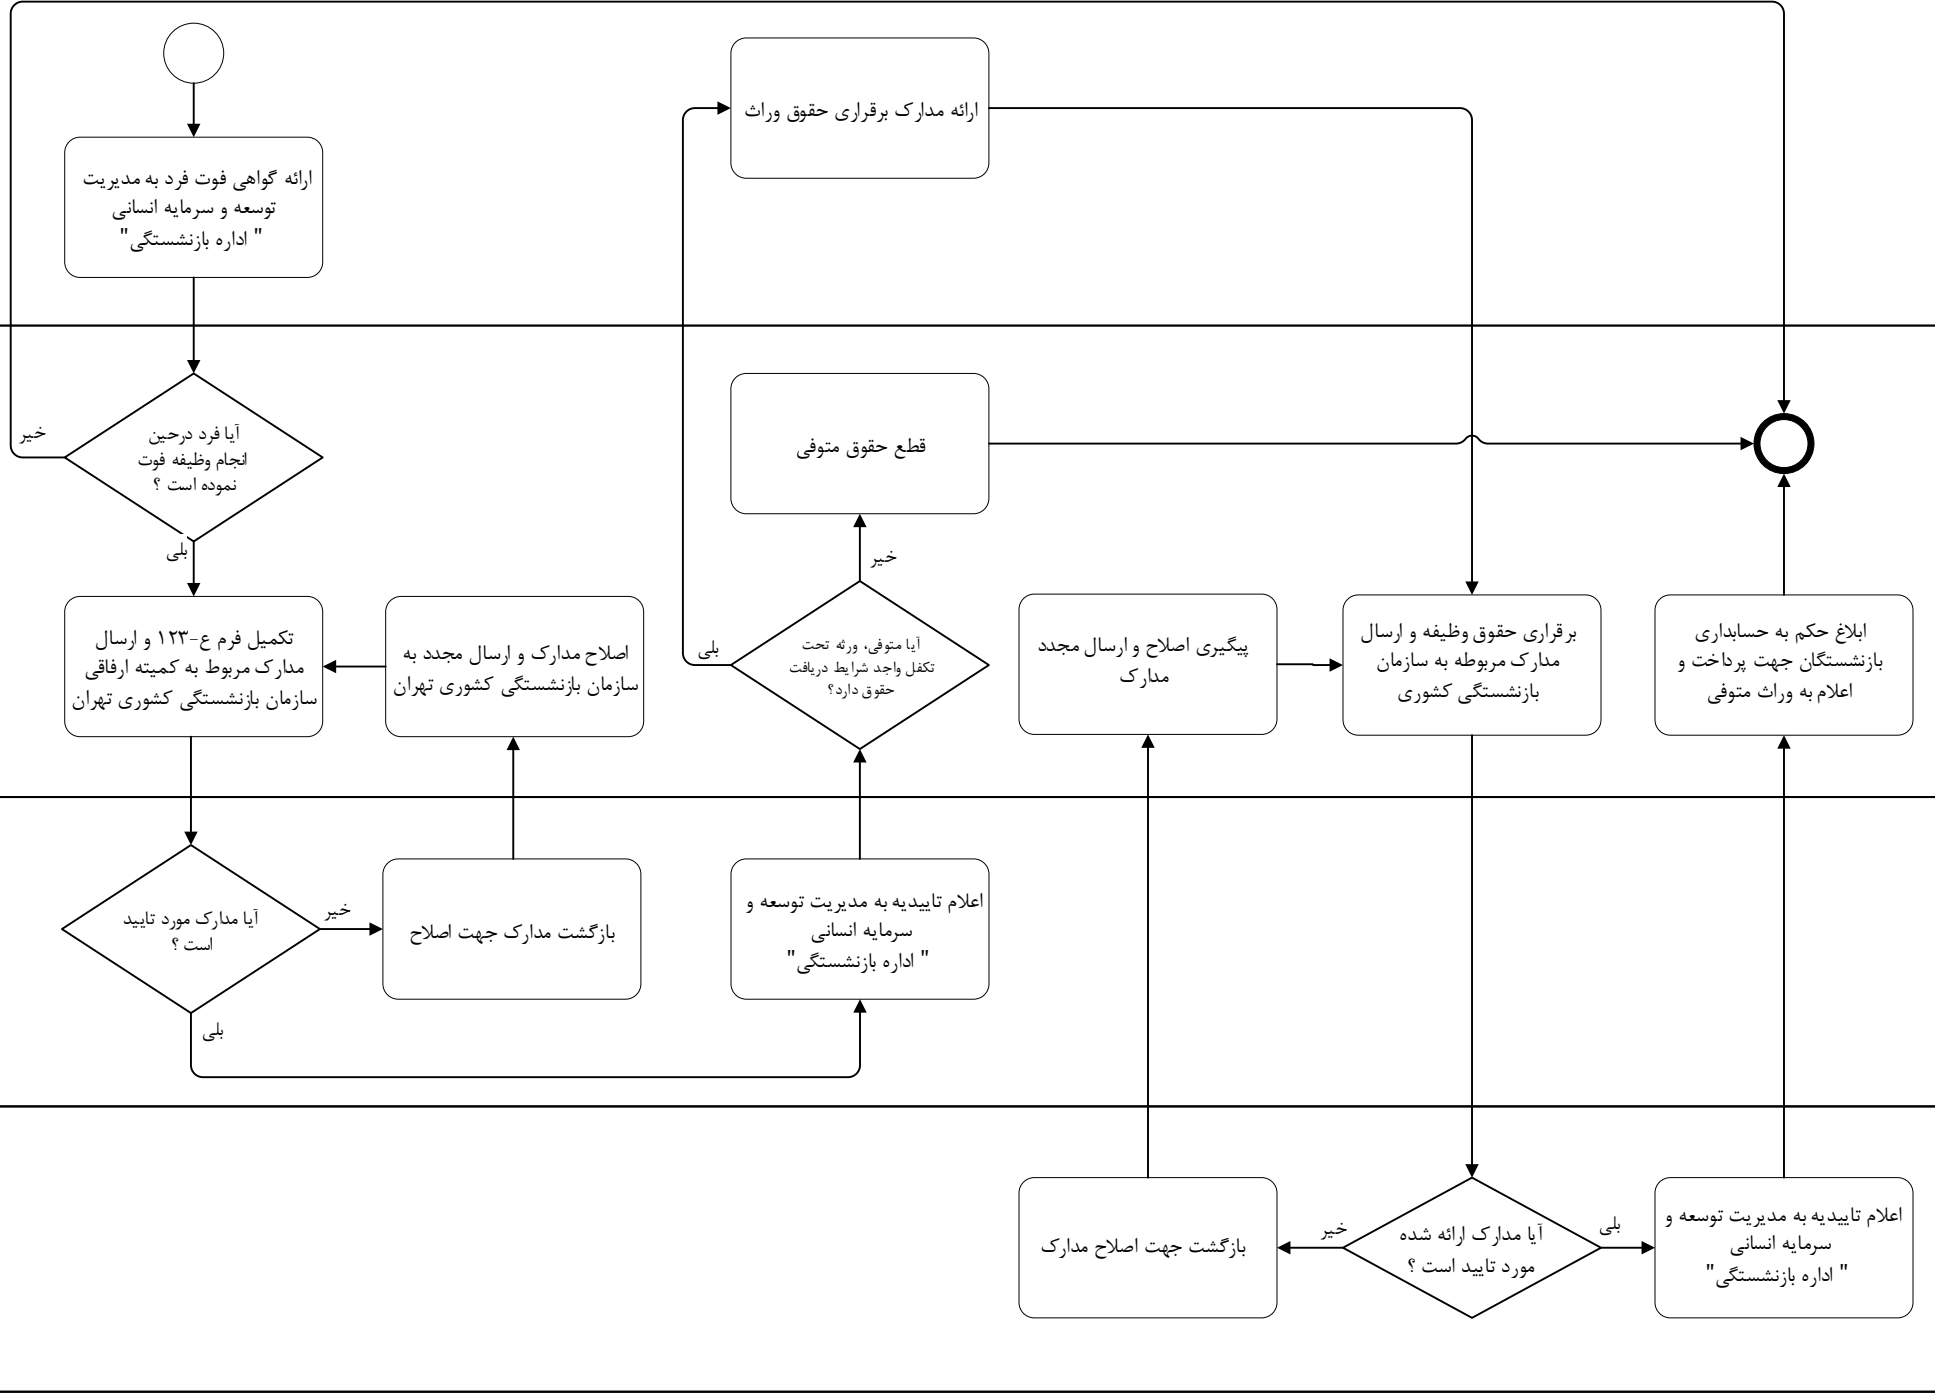 ارائه گواهی فوت فرد به مدیریت
توسعه و سرمایه انسانی
" اداره بازنشستگی"
ارائه مدارک برقراری حقوق وراث
آیا فرد درحین
انجام وظیفه فوت
نموده است ؟
خیر
بلی
تکمیل فرم ع-۱۲۳ و ارسال
مدارک مربوط به کمیته ارفاقی
سازمان بازنشستگی کشوری تهران
اصلاح مدارک و ارسال مجدد به
سازمان بازنشستگی کشوری تهران
قطع حقوق متوفی
خیر
آیا متوفی، ورثه تحت
تکفل واجد شرایط دریافت
حقوق دارد؟
بلی
پیگیری اصلاح و ارسال مجدد
مدارک
برقراری حقوق وظیفه و ارسال
مدارک مربوطه به سازمان
بازنشستگی کشوری
ابلاغ حکم به حسابداری
بازنشستگان جهت پرداخت و
اعلام به وراث متوفی
آیا مدارک مورد تایید
است ؟
خیر
بلی
بازگشت مدارک جهت اصلاح
اعلام تاییدیه به مدیریت توسعه و
سرمایه انسانی
" اداره بازنشستگی"
بازگشت جهت اصلاح مدارک
خیر
آیا مدارک ارائه شده
مورد تایید است ؟
بلی
اعلام تاییدیه به مدیریت توسعه و
سرمایه انسانی
" اداره بازنشستگی"